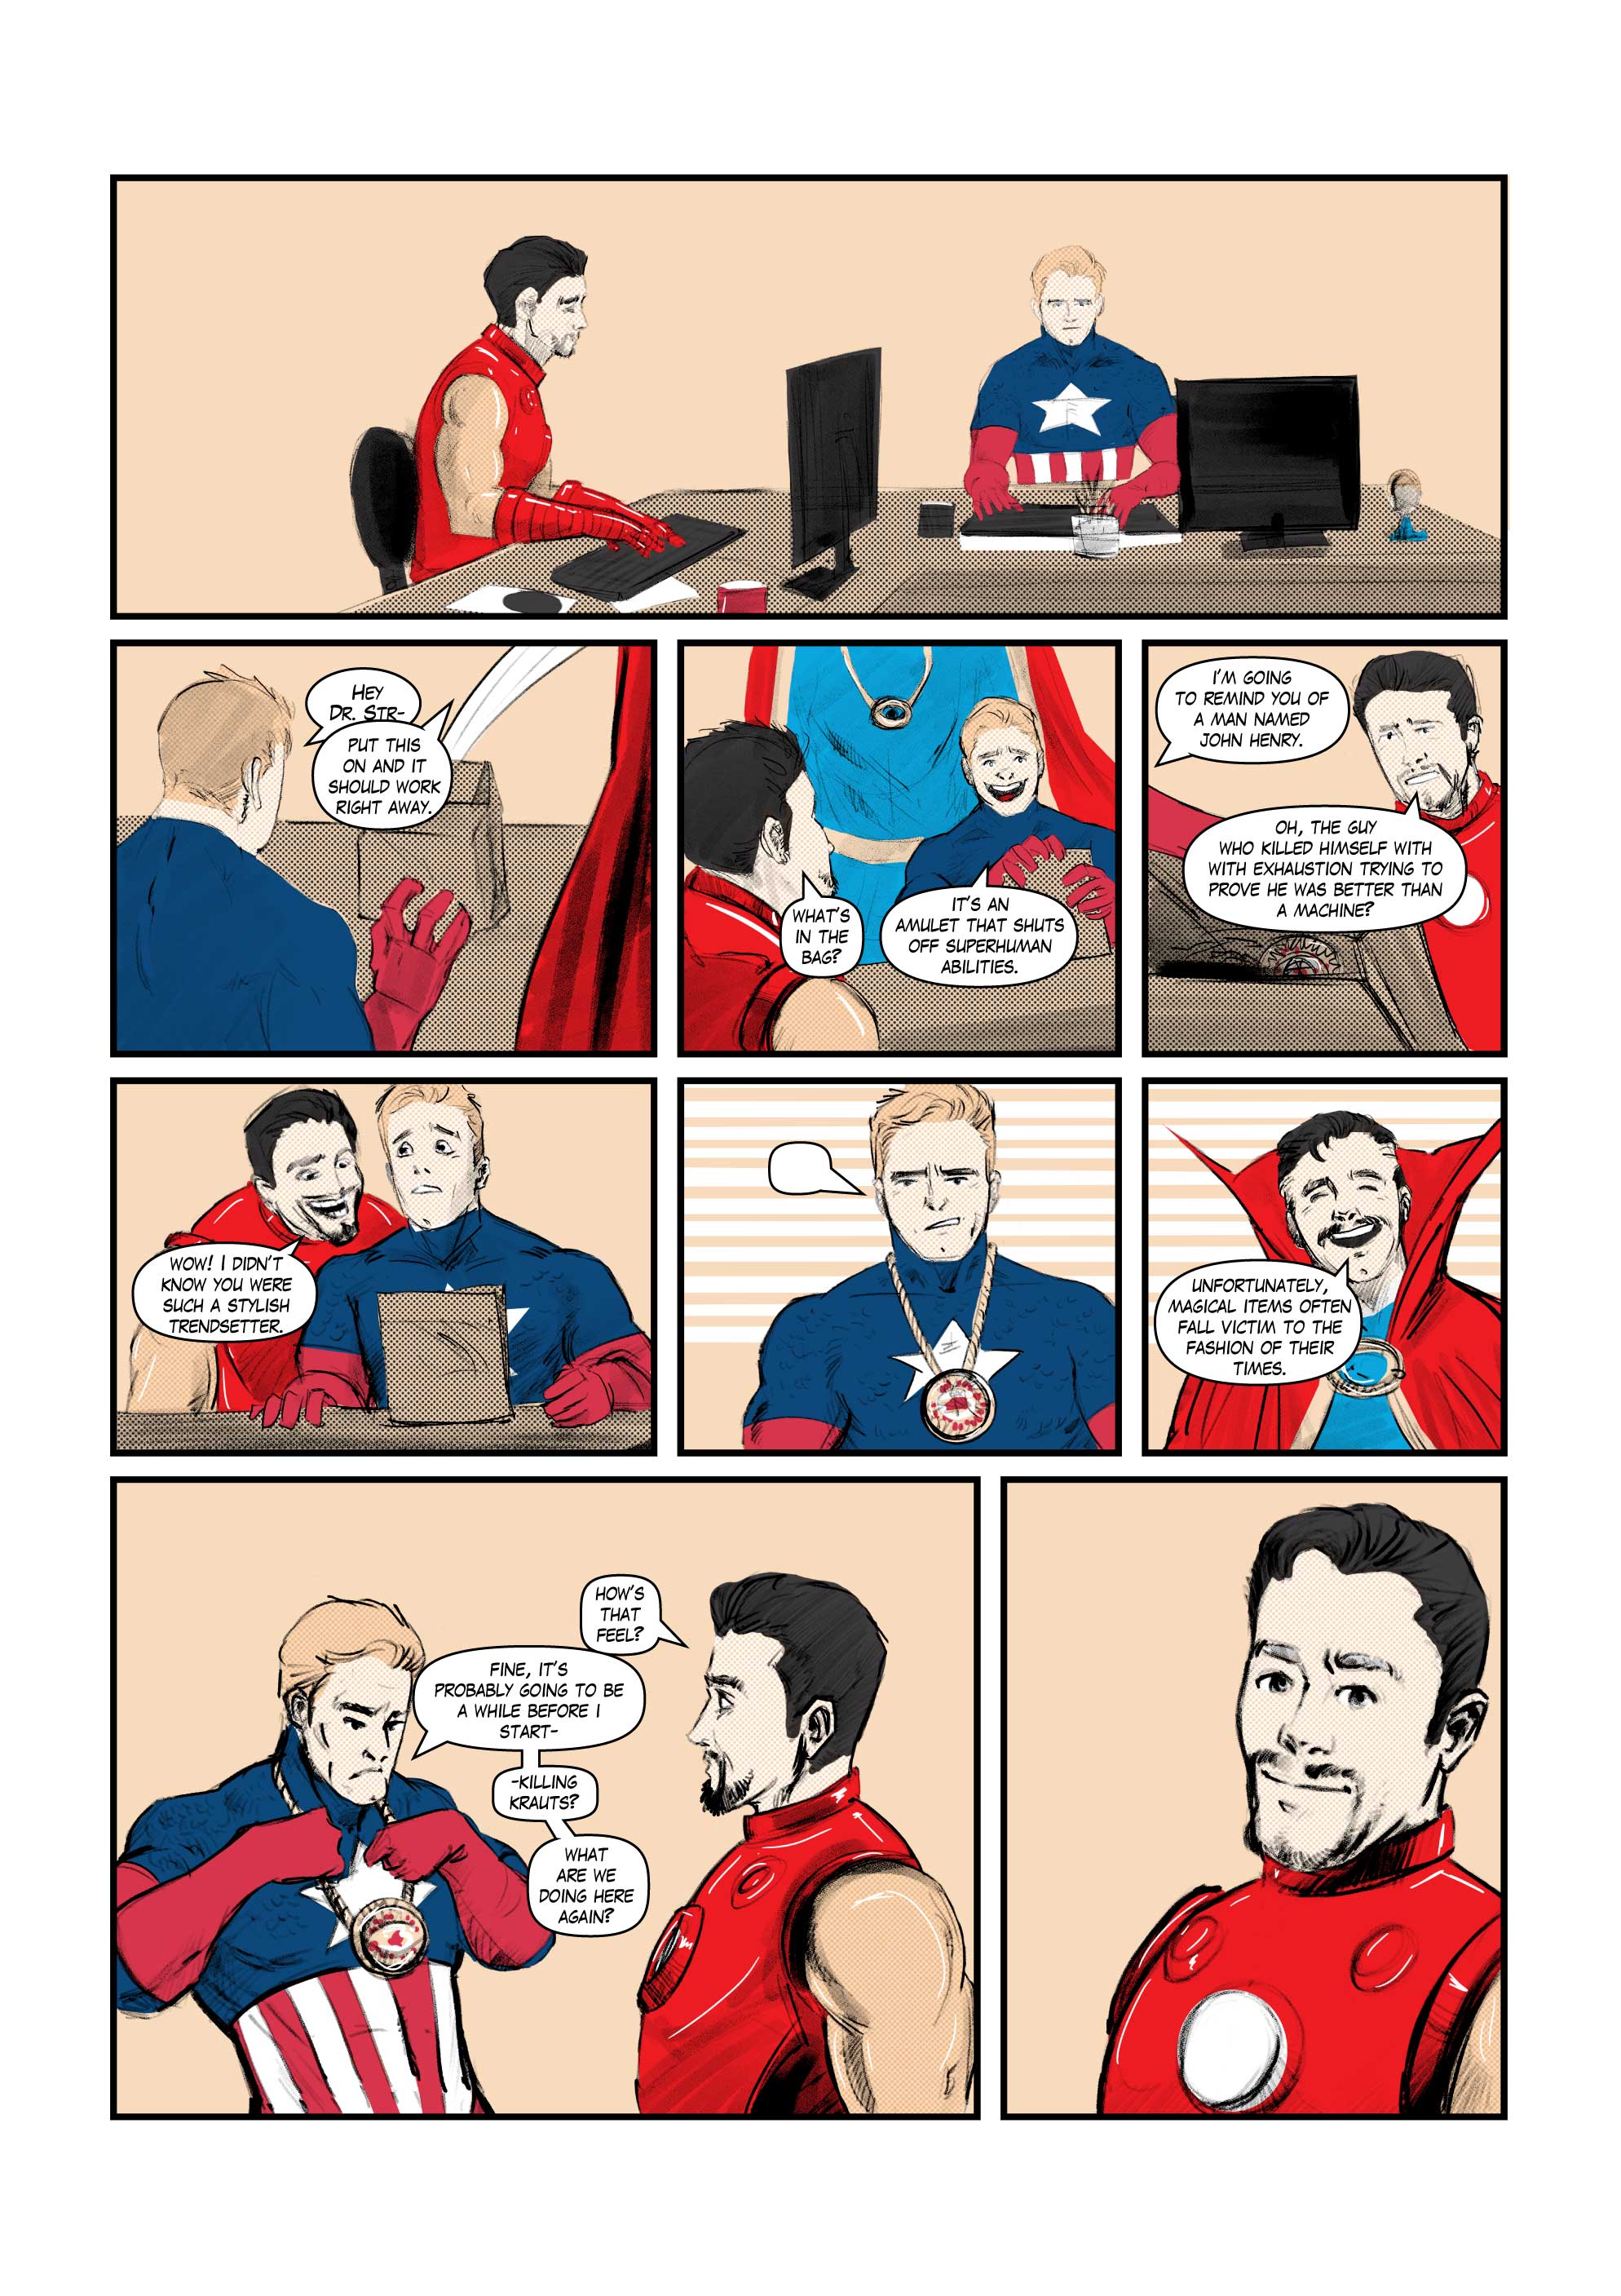 HEY
DR. STR-
PUT THIS
ON AND IT
SHOULD WORK
RIGHT AWAY.
WHAT'S
IN THE
BAG?
IT'S AN
AMULET THAT SHUTS
OFF SUPERHUMAN
ABILITIES.
I'M GOING
TO REMIND YOU OF
A MAN NAMED
JOHN HENRY.
OH, THE GUY
WHO KILLED HIMSELF WITH
WITH EXHAUSTION TRYING TO
PROVE HE WAS BETTER THAN
A MACHINE?
WOW! I DIDN'T
KNOW YOU WERE
SUCH A STYLISH
TRENDSETTER.
UNFORTUNATELY,
MAGICAL ITEMS OFTEN
FALL VICTIM TO THE
FASHION OF THEIR
TIMES.
HOW'S
THAT
FEEL?
FINE, IT'S
PROBABLY GOING TO BE
A WHILE BEFORE I
START-
-KILLING
KRAUTS?
WHAT
ARE WE
DOING HERE
AGAIN?